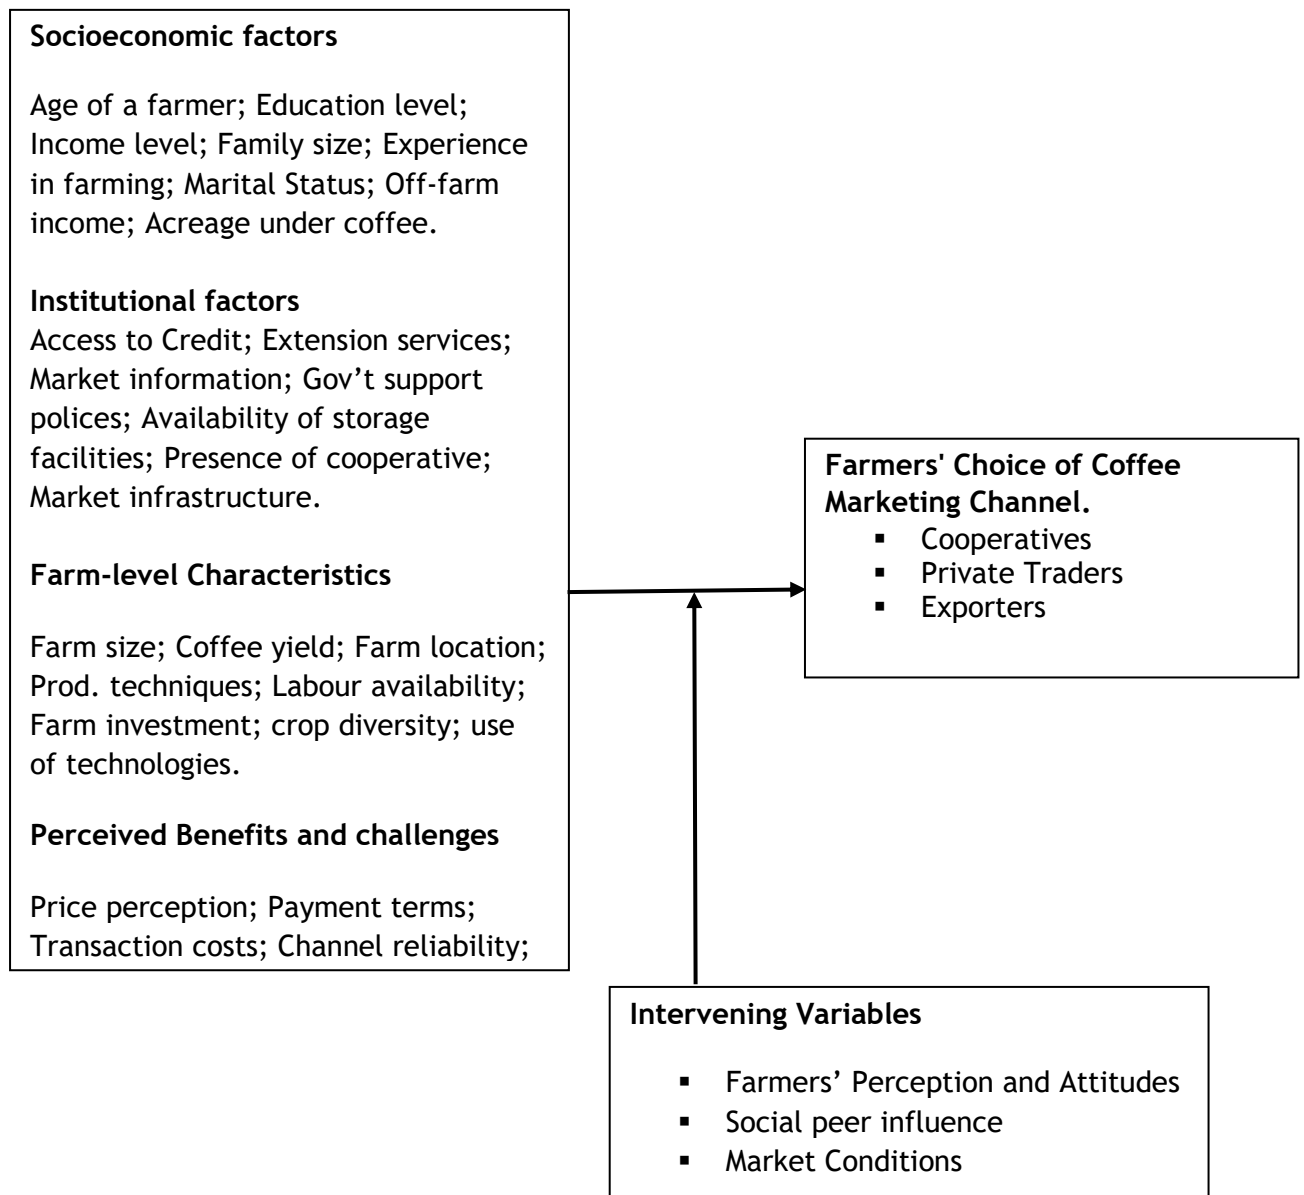 Socioeconomic factors
Age of a farmer; Education level;
Income level; Family size; Experience
in farming; Marital Status; Off-farm
income; Acreage under coffee.
Institutional factors
Access to Credit; Extension services;
Market information; Gov’t support
polices; Availability of storage
facilities; Presence of cooperative;
Market infrastructure.
Farm-level Characteristics
Farm size; Coffee yield; Farm location;
Prod. techniques; Labour availability;
Farm investment; crop diversity; use
of technologies.
Perceived Benefits and challenges
Price perception; Payment terms;
Transaction costs; Channel reliability;
Farmers' Choice of Coffee
Marketing Channel.
▪ Cooperatives
▪ Private Traders
▪ Exporters
Intervening Variables
▪ Farmers’ Perception and Attitudes
▪ Social peer influence
▪ Market Conditions